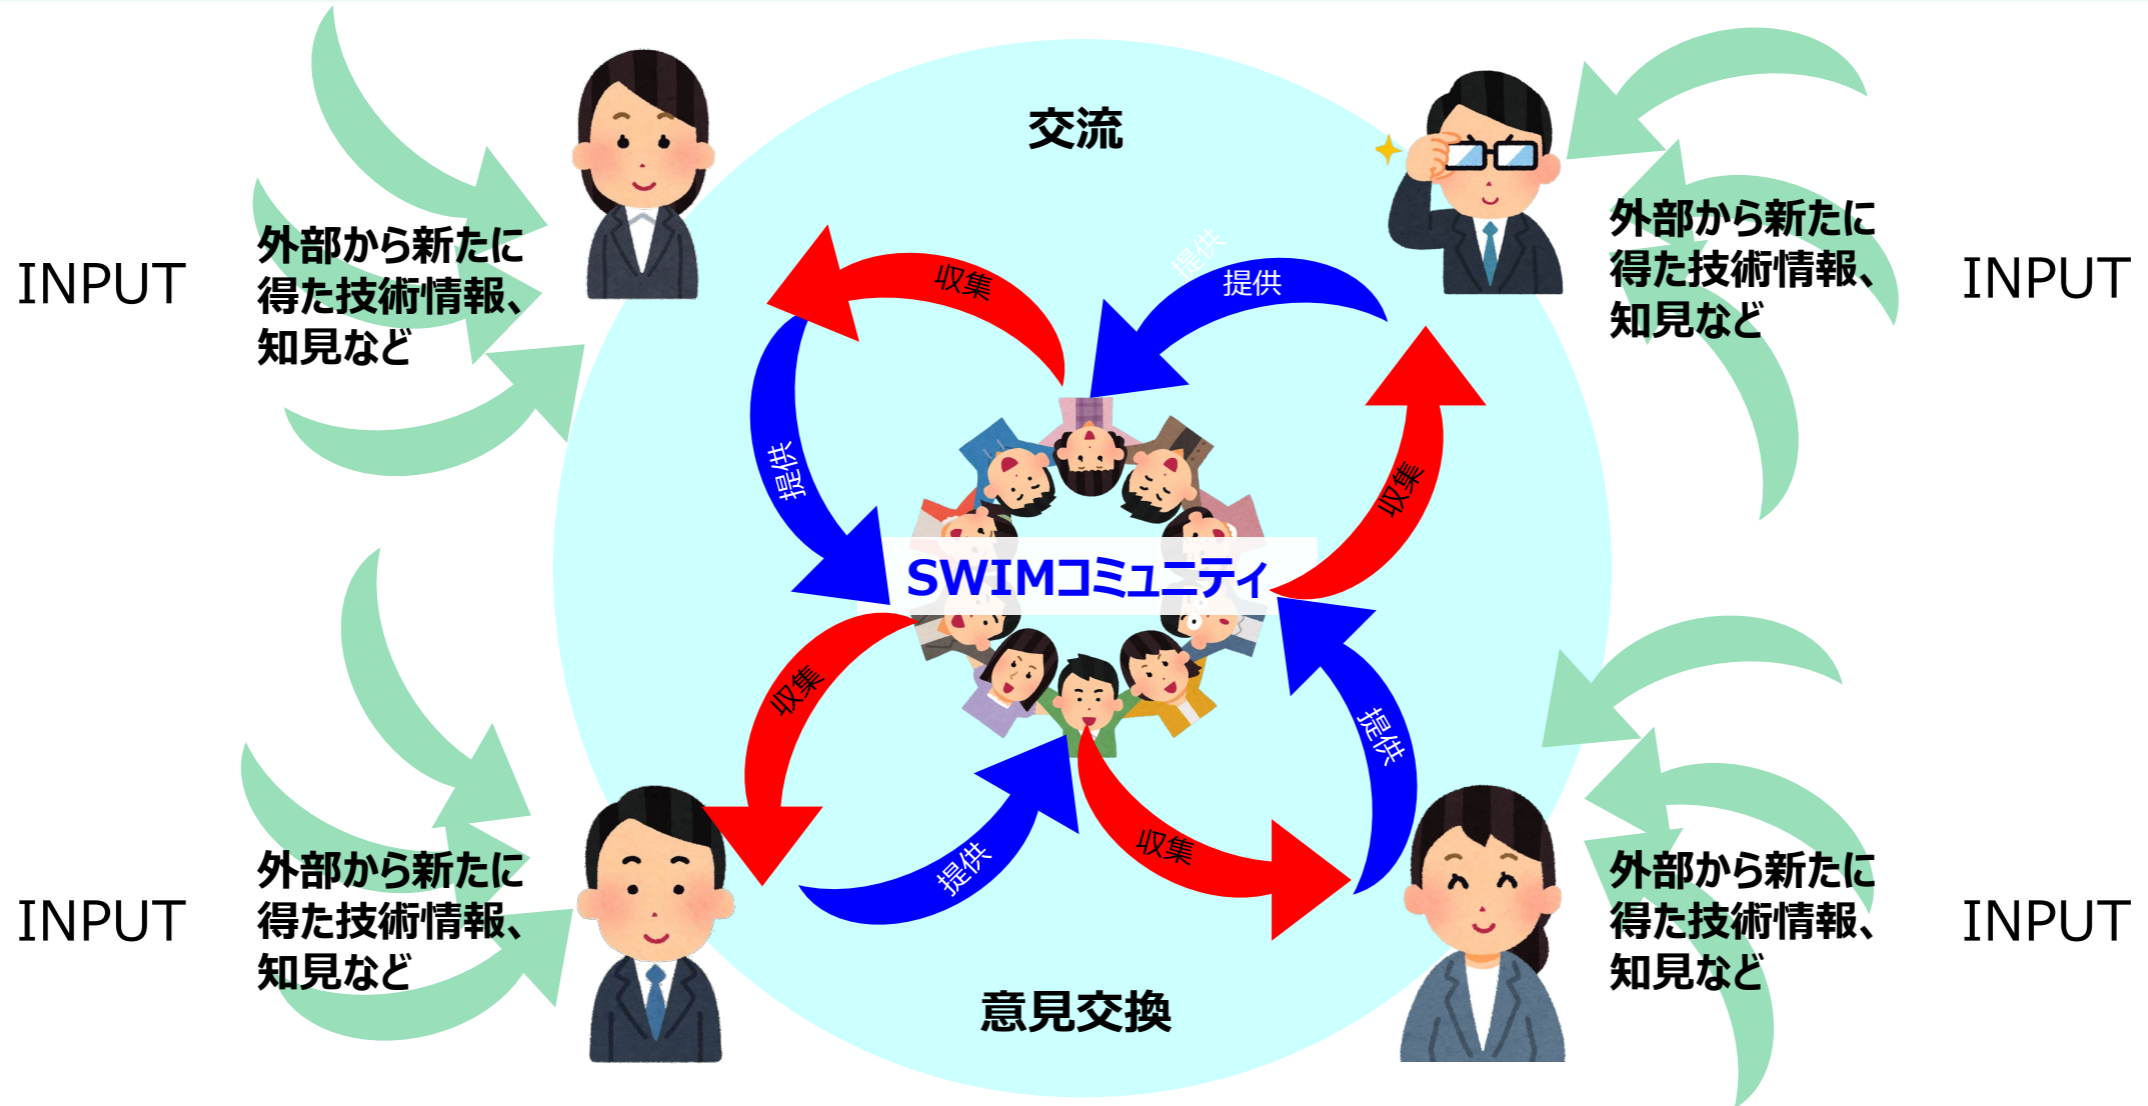 交流
提供
収集
提供
外部から新たに
得た技術情報、
知見など
INPUT
外部から新たに
得た技術情報、
知見など
INPUT
提供
収集
SWIMコミュニティ
収集
提供
提供
収集
外部から新たに
得た技術情報、
知見など
INPUT
外部から新たに
得た技術情報、
知見など
INPUT
意見交換